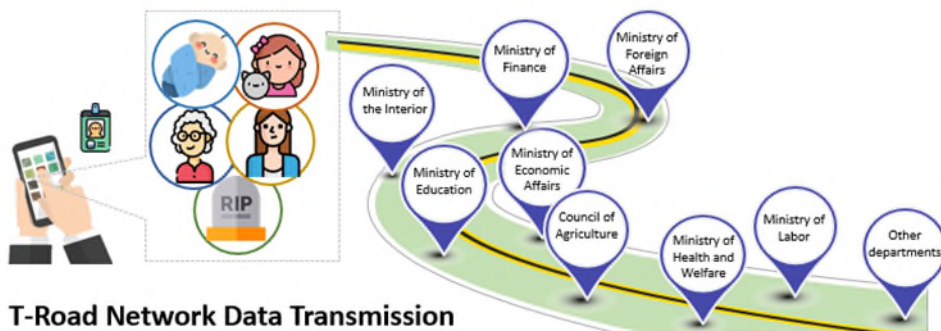 Ministry of
Finance
Ministry of
Foreign
Affairs
Ministry of
the Interior
Ministry of
Education
Ministry of
Economic
Affairs
Council of
Agriculture
Ministry of
Health and
Welfare
Ministry of
Labor
Other
departments
RIP
T-Road Network Data Transmission